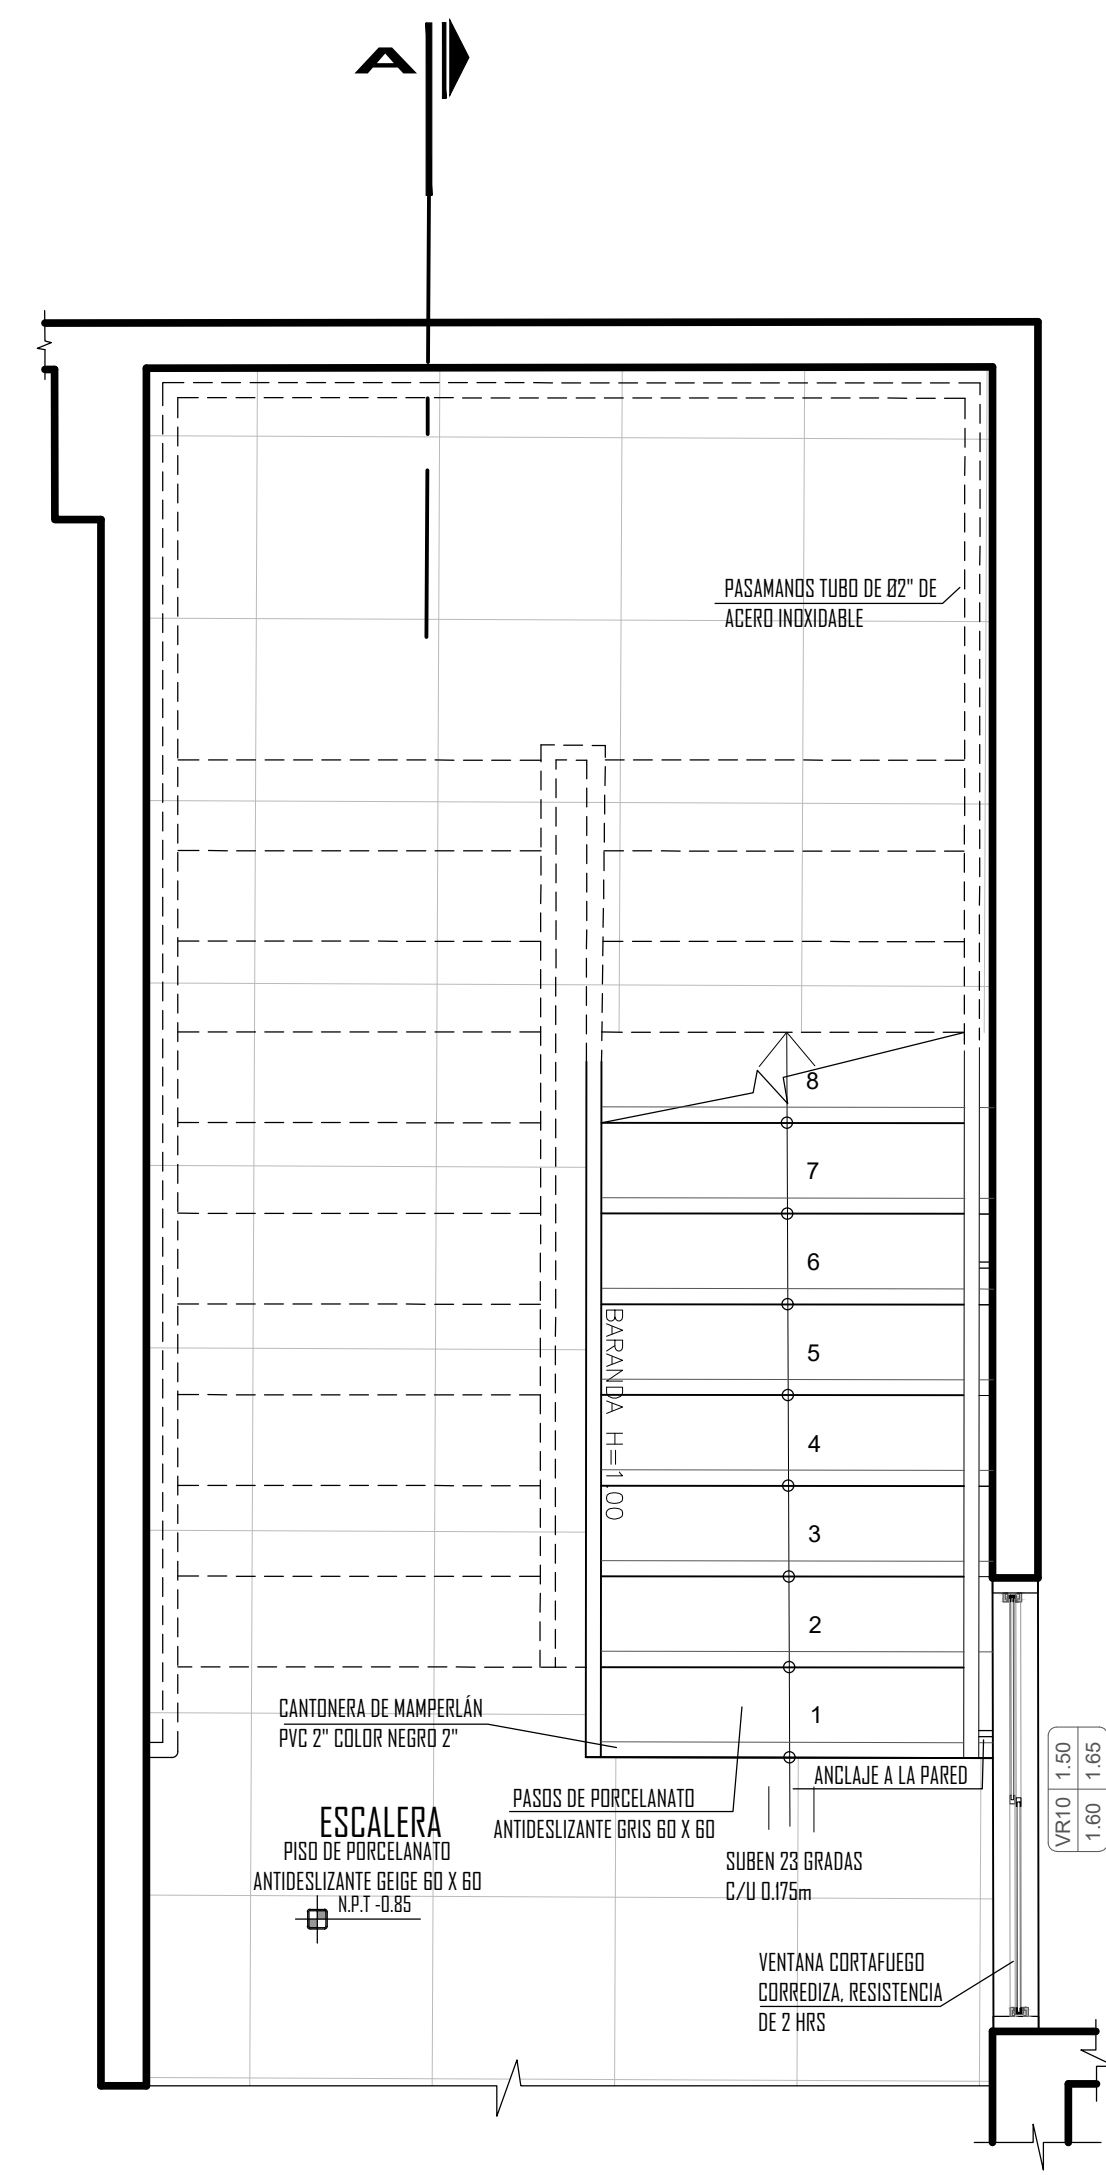 A
PASAMANOS TUBO DE Ø2" DE
ACERO INOXIDABLE
8
7
6
5
4
3
2
1
BARANDA H=1.00
CANTONERA DE MAMPERLÁN
PVC 2" COLOR NEGRO 2"
ANCLAJE A LA PARED
PASOS DE PORCELANATO
ANTIDESLIZANTE GRIS 60 X 60
ESCALERA
PISO DE PORCELANATO
ANTIDESLIZANTE GEIGE 60 X 60
N.P.T -0.85
SUBEN 23 GRADAS
C/U 0.175m
VENTANA CORTAFUEGO
CORREDIZA, RESISTENCIA
DE 2 HRS
VR10 1.50
1.60 1.65